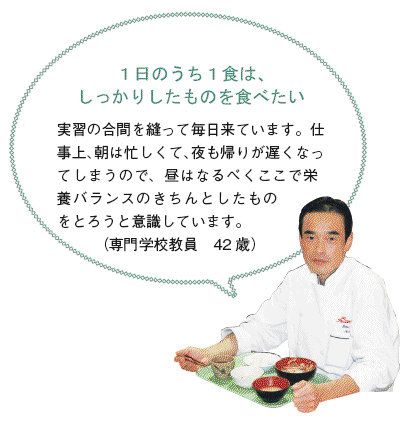 １日のうち１食は、
しっかりしたものを食べたい
実習の合間を縫って毎日来ています。仕
事上、朝は忙しくて、夜も帰りが遅くなっ
てしまうので、昼はなるべくここで栄
養バランスのきちんとしたもの
をとろうと意識しています。
（専門学校教員　42歳）